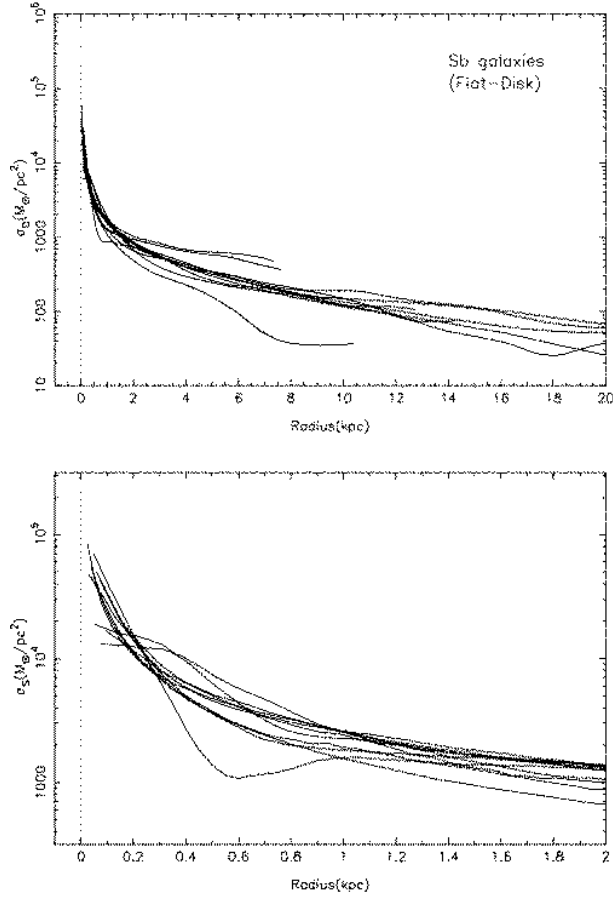 Sb galaxies
(Flat-Disk)
σ_D(M_⊙/pc²)
10⁶
10⁵
10⁴
1000
100
10
0 2 4 6 8 10 12 14 16 18 20
Radius(kpc)
σ_S(M_⊙/pc²)
10⁵
10⁴
1000
0 0.2 0.4 0.6 0.8 1 1.2 1.4 1.6 1.8 2
Radius(kpc)